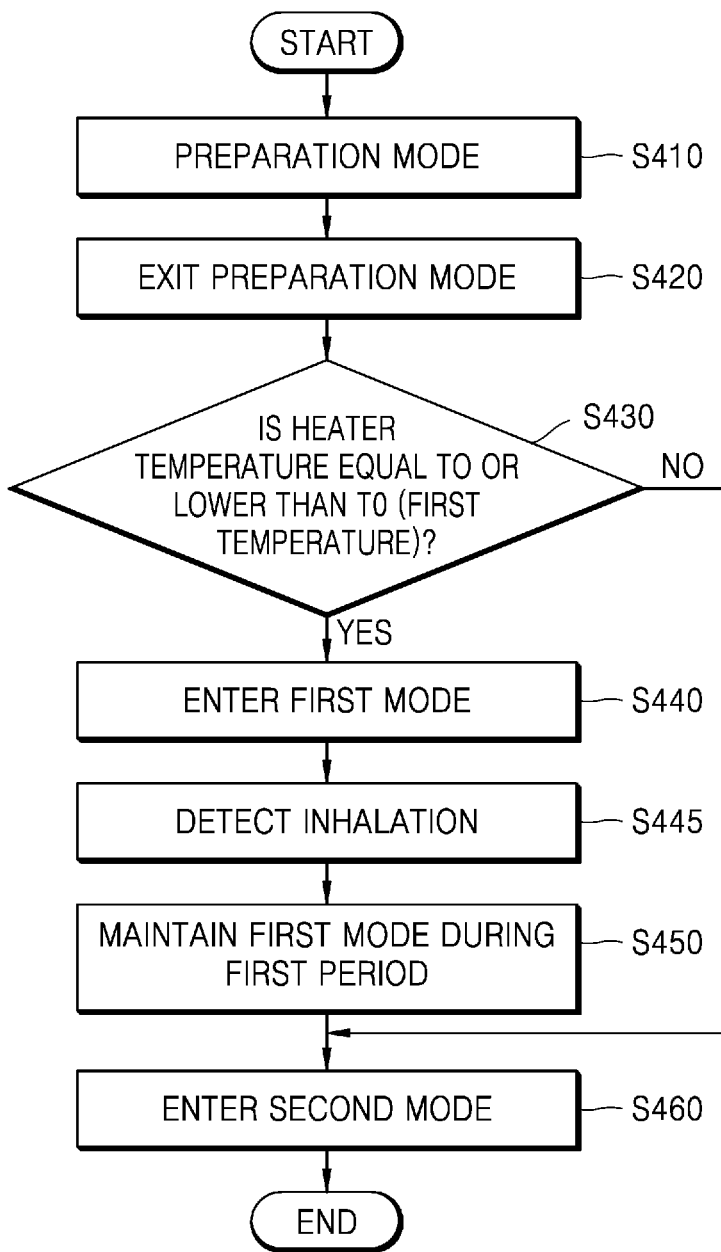 START
PREPARATION MODE
S410
EXIT PREPARATION MODE
S420
S430
IS HEATER
TEMPERATURE EQUAL TO OR
LOWER THAN T0 (FIRST
TEMPERATURE)?
NO
YES
ENTER FIRST MODE
S440
DETECT INHALATION
S445
MAINTAIN FIRST MODE DURING
FIRST PERIOD
S450
ENTER SECOND MODE
S460
END